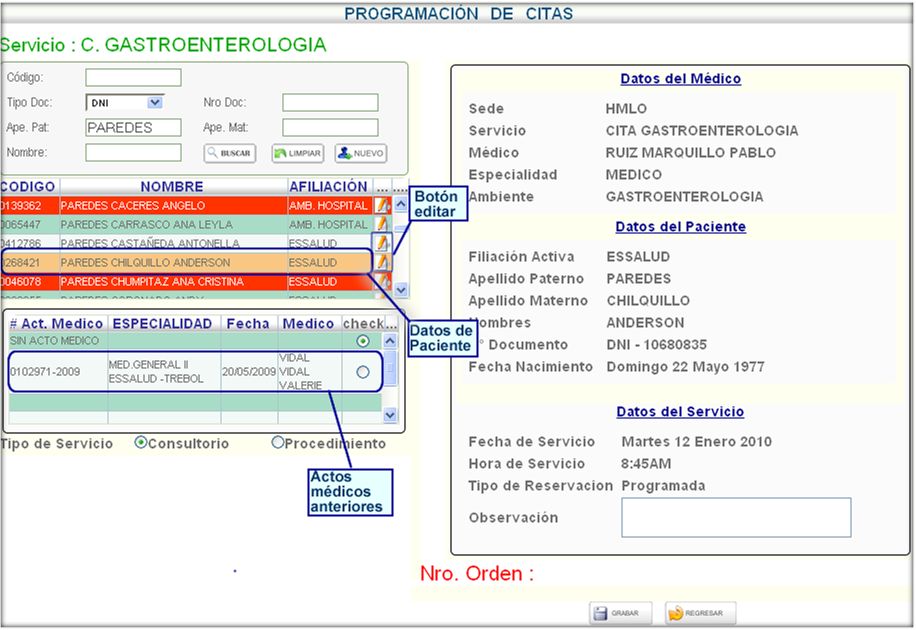 PROGRAMACIÓN DE CITAS
Servicio : C. GASTROENTEROLOGIA
Código:
Tipo Doc: DNI Nro Doc:
Ape. Pat: PAREDES Ape. Mat:
Nombre: BUSCAR LIMPIAR NUEVO
CODIGO NOMBRE AFILIACIÓN ... ....
0139362 PAREDES CACERES ANGELO AMB. HOSPITAL
0065447 PAREDES CARRASCO ANA LEYLA AMB. HOSPITAL
0412786 PAREDES CASTAÑEDA ANTONELLA ESSALUD
0268421 PAREDES CHILQUILLO ANDERSON ESSALUD
0046078 PAREDES CHUMPITAZ ANA CRISTINA ESSALUD
Botón
editar
Datos de
Paciente
# Act. Medico ESPECIALIDAD Fecha Medico check...
SIN ACTO MEDICO
0102971-2009 MED.GENERAL II ESSALUD -TREBOL 20/05/2009 VIDAL VIDAL VALERIE
Tipo de Servicio Consultorio Procedimiento
Actos
médicos
anteriores
Datos del Médico
Sede HMLO
Servicio CITA GASTROENTEROLOGIA
Médico RUIZ MARQUILLO PABLO
Especialidad MEDICO
Ambiente GASTROENTEROLOGIA
Datos del Paciente
Filiación Activa ESSALUD
Apellido Paterno PAREDES
Apellido Materno CHILQUILLO
Nombres ANDERSON
N° Documento DNI - 10680835
Fecha Nacimiento Domingo 22 Mayo 1977
Datos del Servicio
Fecha de Servicio Martes 12 Enero 2010
Hora de Servicio 8:45AM
Tipo de Reservacion Programada
Observación
Nro. Orden :
GRABAR REGRESAR